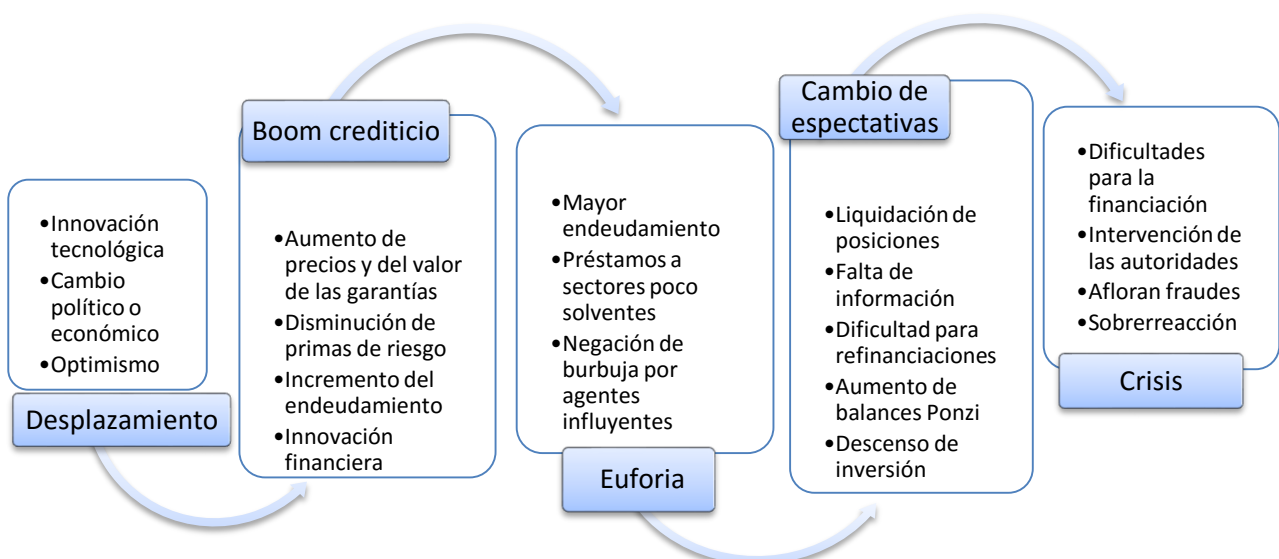 •Innovación
tecnológica
•Cambio
político o
económico
•Optimismo
Desplazamiento
Boom crediticio
•Aumento de
precios y del valor
de las garantías
•Disminución de
primas de riesgo
•Incremento del
endeudamiento
•Innovación
financiera
•Mayor
endeudamiento
•Préstamos a
sectores poco
solventes
•Negación de
burbuja por
agentes
influyentes
Euforia
Cambio de
espectativas
•Liquidación de
posiciones
•Falta de
información
•Dificultad para
refinanciaciones
•Aumento de
balances Ponzi
•Descenso de
inversión
•Dificultades
para la
financiación
•Intervención de
las autoridades
•Afloran fraudes
•Sobrerreacción
Crisis